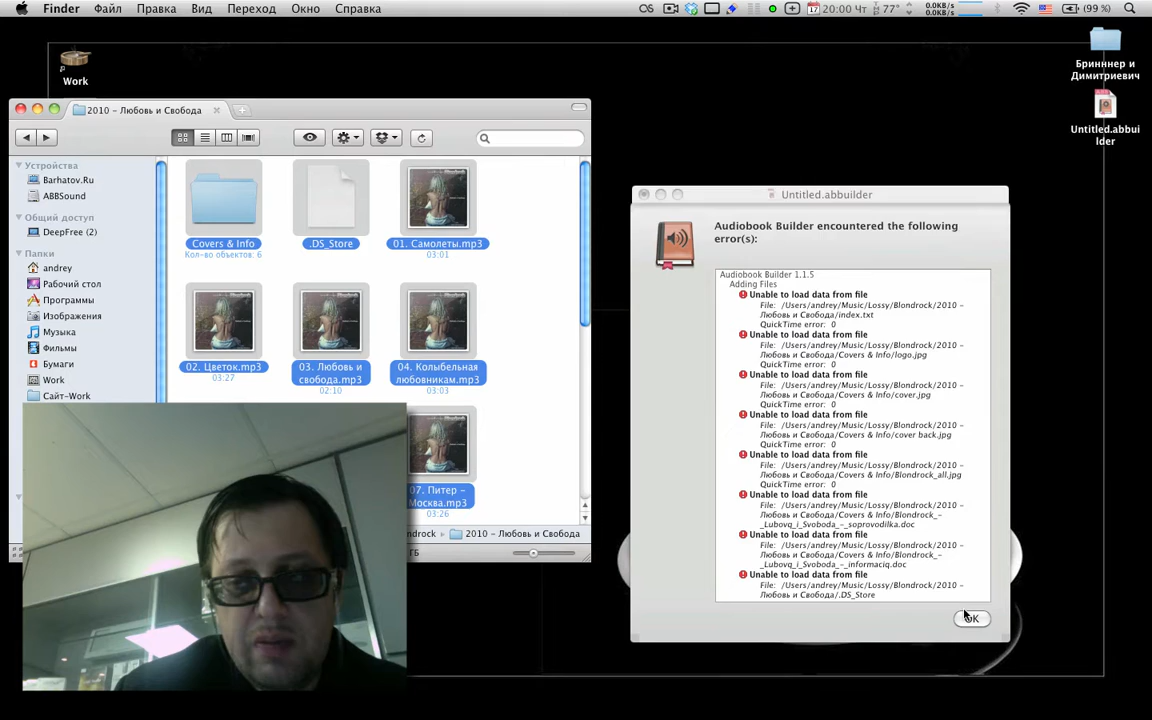 Finder Файл Правка Вид Переход Окно Справка
17 20:00 Чт 77° 0.0KB/s
0.0KB/s
(99 %)
Work
Бринннер и
Димитриевич
Untitled.abbui
lder
2010 – Любовь и Свобода
Устройства
Barhatov.Ru
ABBSound
Общий доступ
DeepFree (2)
Папки
andrey
Рабочий стол
Программы
Изображения
Музыка
Фильмы
Бумаги
Work
Сайт-Work
Covers & Info
Кол-во объектов: 6
.DS_Store
01. Самолеты.mp3
03:01
02. Цветок.mp3
03:27
03. Любовь и
свобода.mp3
02:10
04. Колыбельная
любовникам.mp3
03:03
07. Питер –
Москва.mp3
03:26
ndrock 2010 – Любовь и Свобода
ГБ
Untitled.abbuilder
Audiobook Builder encountered the following
error(s):
Audiobook Builder 1.1.5
Adding Files
Unable to load data from file
File: /Users/andrey/Music/Lossy/Blondrock/2010 –
Любовь и Свобода/index.txt
QuickTime error: 0
Unable to load data from file
File: /Users/andrey/Music/Lossy/Blondrock/2010 –
Любовь и Свобода/Covers & Info/logo.jpg
QuickTime error: 0
Unable to load data from file
File: /Users/andrey/Music/Lossy/Blondrock/2010 –
Любовь и Свобода/Covers & Info/cover.jpg
QuickTime error: 0
Unable to load data from file
File: /Users/andrey/Music/Lossy/Blondrock/2010 –
Любовь и Свобода/Covers & Info/cover back.jpg
QuickTime error: 0
Unable to load data from file
File: /Users/andrey/Music/Lossy/Blondrock/2010 –
Любовь и Свобода/Covers & Info/Blondrock_all.jpg
QuickTime error: 0
Unable to load data from file
File: /Users/andrey/Music/Lossy/Blondrock/2010 –
Любовь и Свобода/Covers & Info/Blondrock_–
_Lubovq_i_Svoboda_–_soprovodilka.doc
Unable to load data from file
File: /Users/andrey/Music/Lossy/Blondrock/2010 –
Любовь и Свобода/Covers & Info/Blondrock_–
_Lubovq_i_Svoboda_–_informaciq.doc
Unable to load data from file
File: /Users/andrey/Music/Lossy/Blondrock/2010 –
Любовь и Свобода/.DS_Store
OK